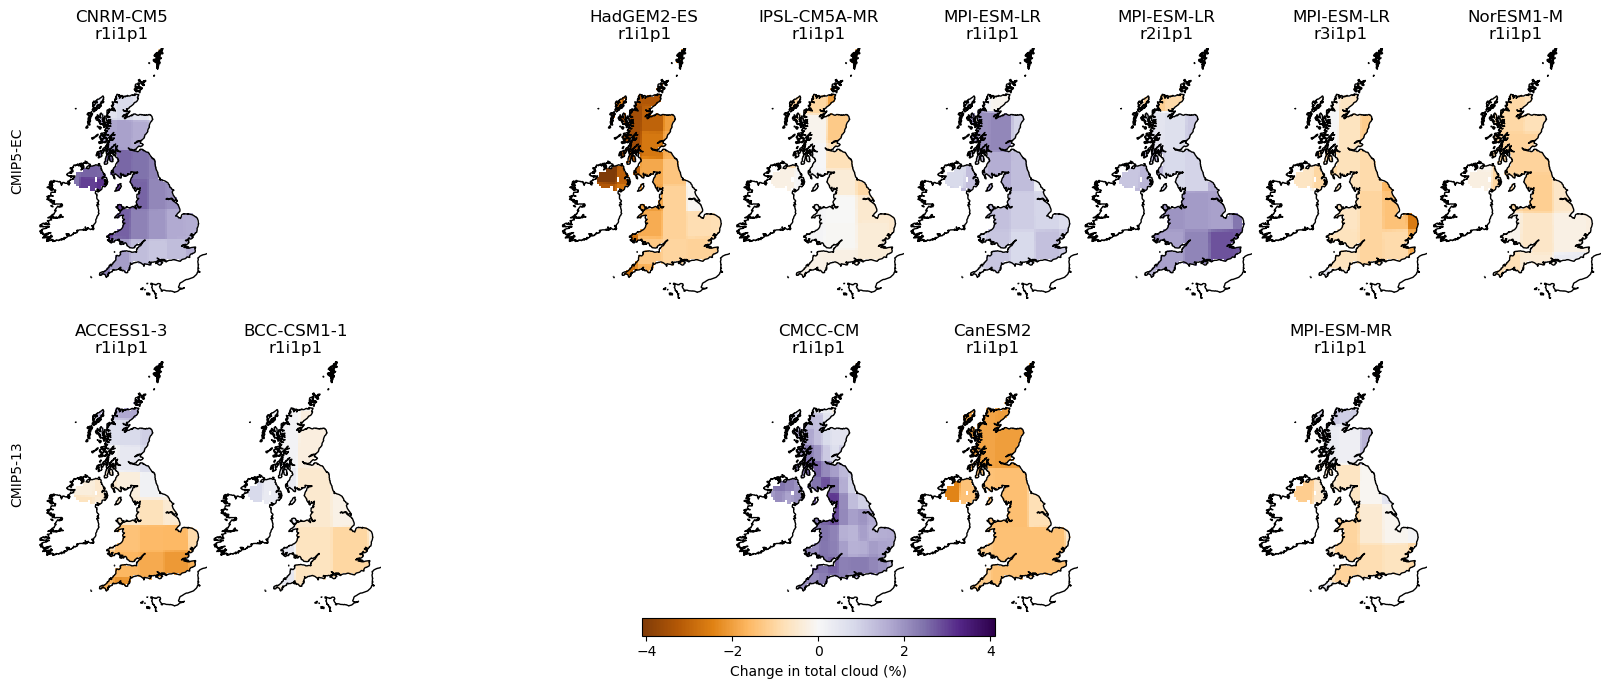 CNRM-CM5
r1i1p1
HadGEM2-ES
r1i1p1
IPSL-CM5A-MR
r1i1p1
MPI-ESM-LR
r1i1p1
MPI-ESM-LR
r2i1p1
MPI-ESM-LR
r3i1p1
NorESM1-M
r1i1p1
CMIP5-EC
ACCESS1-3
r1i1p1
BCC-CSM1-1
r1i1p1
CMCC-CM
r1i1p1
CanESM2
r1i1p1
MPI-ESM-MR
r1i1p1
CMIP5-13
−4 −2 0 2 4
Change in total cloud (%)